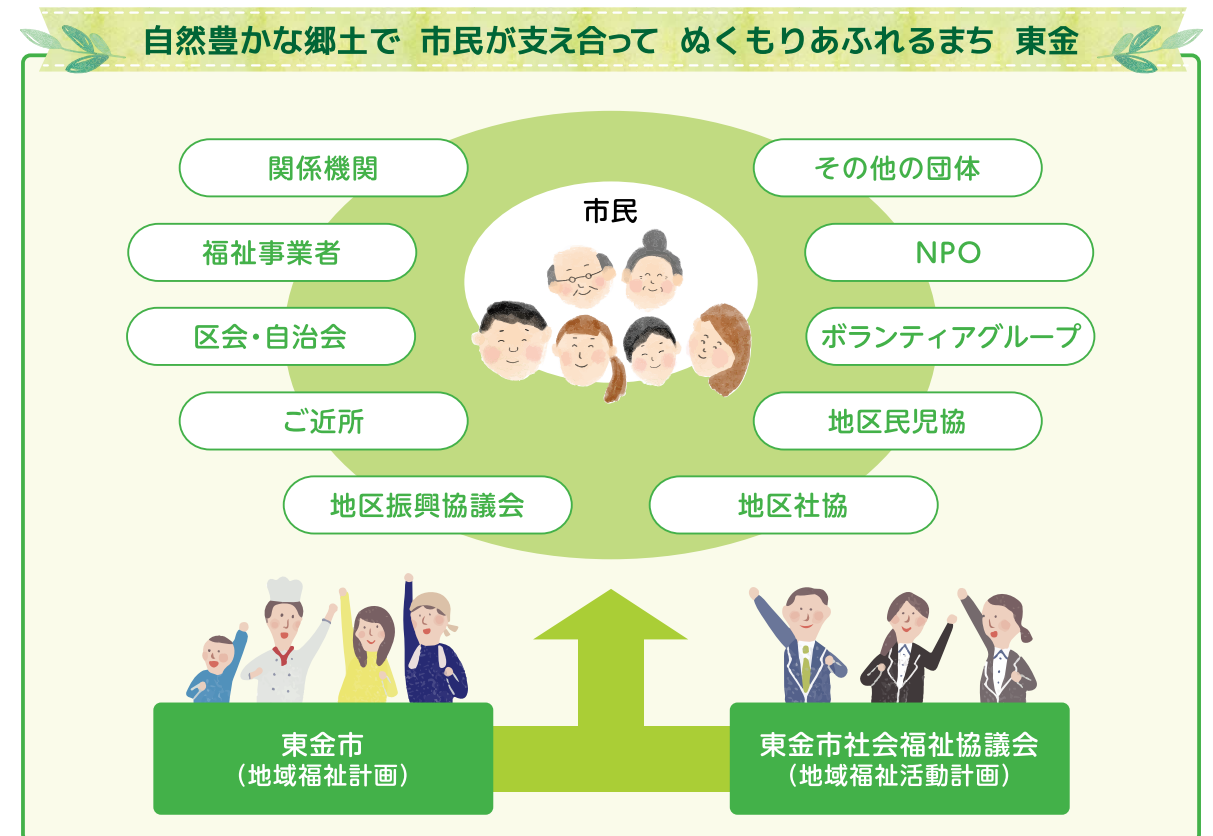 自然豊かな郷土で 市民が支え合って ぬくもりあふれるまち 東金
関係機関
その他の団体
市民
福祉事業者
NPO
区会・自治会
ボランティアグループ
ご近所
地区民児協
地区振興協議会
地区社協
東金市
（地域福祉計画）
東金市社会福祉協議会
（地域福祉活動計画）